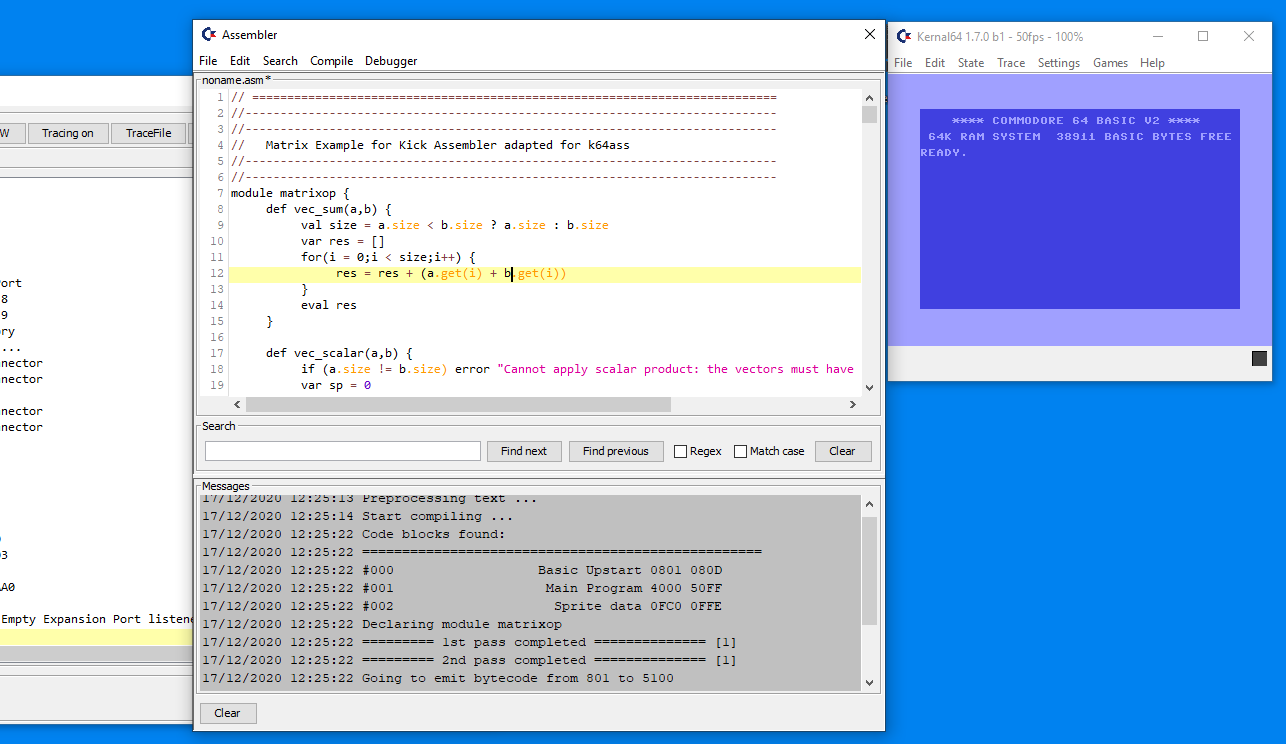 W
Tracing on
TraceFile
ort
8
9
ry
...
nnector
nnector
nnector
nnector
03
AA0
Empty Expansion Port listene
Assembler
File Edit Search Compile Debugger
noname.asm*
1 // ===========================================================================
2 //----------------------------------------------------------------------------
3 //----------------------------------------------------------------------------
4 //   Matrix Example for Kick Assembler adapted for k64ass
5 //----------------------------------------------------------------------------
6 //----------------------------------------------------------------------------
7 module matrixop {
8      def vec_sum(a,b) {
9           val size = a.size < b.size ? a.size : b.size
10           var res = []
11           for(i = 0;i < size;i++) {
12                res = res + (a.get(i) + b.get(i))
13           }
14           eval res
15      }
16
17      def vec_scalar(a,b) {
18           if (a.size != b.size) error "Cannot apply scalar product: the vectors must have
19           var sp = 0
Search
Find next
Find previous
Regex
Match case
Clear
Messages
17/12/2020 12:25:13 Preprocessing text ...
17/12/2020 12:25:14 Start compiling ...
17/12/2020 12:25:22 Code blocks found:
17/12/2020 12:25:22 ==================================================
17/12/2020 12:25:22 #000                  Basic Upstart 0801 080D
17/12/2020 12:25:22 #001                   Main Program 4000 50FF
17/12/2020 12:25:22 #002                    Sprite data 0FC0 0FFE
17/12/2020 12:25:22 Declaring module matrixop
17/12/2020 12:25:22 ========= 1st pass completed ============== [1]
17/12/2020 12:25:22 ========= 2nd pass completed ============== [1]
17/12/2020 12:25:22 Going to emit bytecode from 801 to 5100
Clear
Kernal64 1.7.0 b1 - 50fps - 100%
File Edit State Trace Settings Games Help
**** COMMODORE 64 BASIC V2 ****
64K RAM SYSTEM  38911 BASIC BYTES FREE
READY.